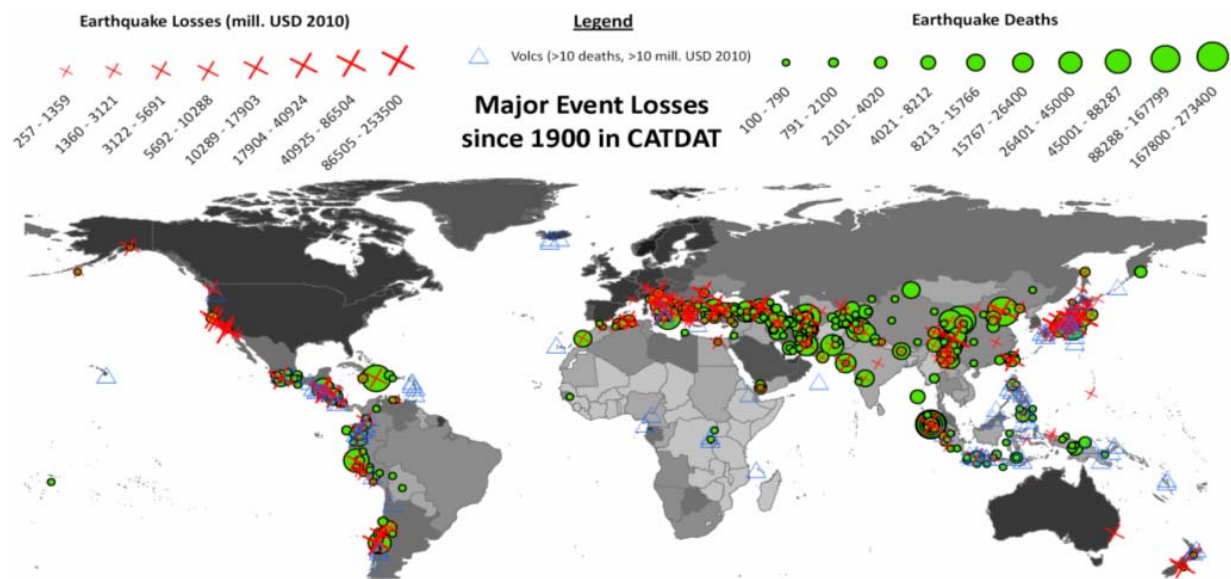 Earthquake Losses (mill. USD 2010)
Legend
Earthquake Deaths
Volcs (>10 deaths, >10 mill. USD 2010)
257 - 1359
1360 - 3121
3122 - 5691
5692 - 10288
10289 - 17903
17904 - 40924
40925 - 86504
86505 - 253500
Major Event Losses
since 1900 in CATDAT
100 - 790
791 - 2100
2101 - 4020
4021 - 8212
8213 - 15766
15767 - 26400
26401 - 45000
45001 - 88287
88288 - 167799
167800 - 273400